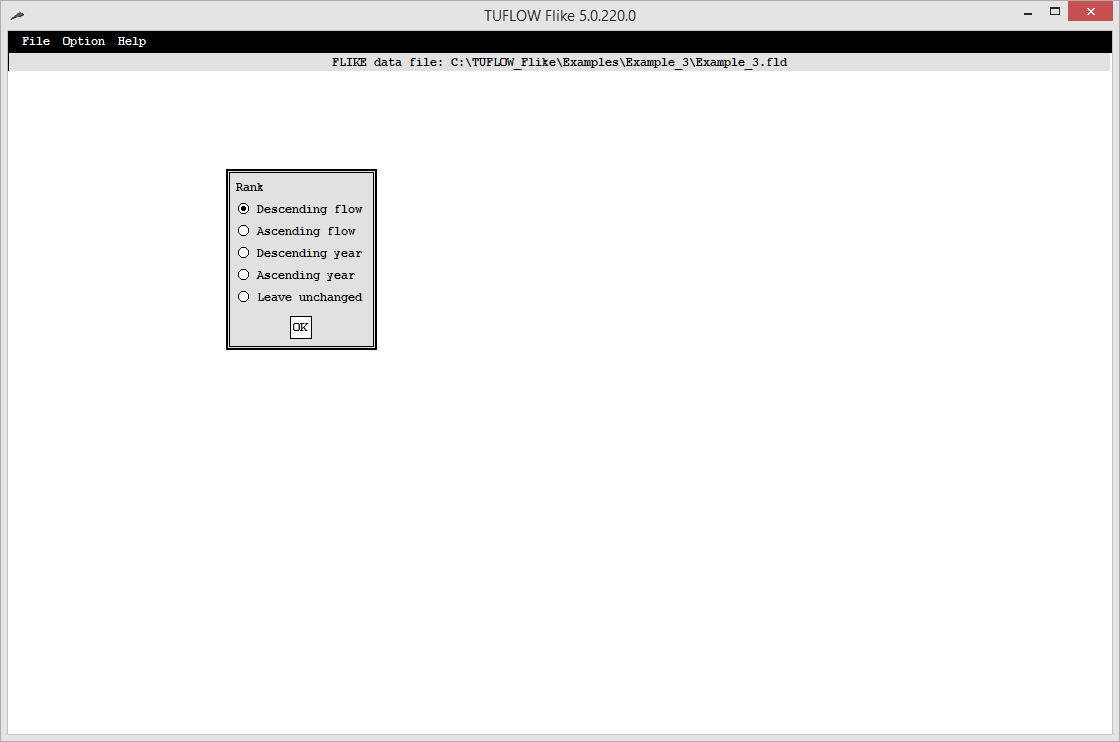 TUFLOW Flike 5.0.220.0
File Option Help
FLIKE data file: C:\TUFLOW_Flike\Examples\Example_3\Example_3.fld
Rank
Descending flow
Ascending flow
Descending year
Ascending year
Leave unchanged
OK